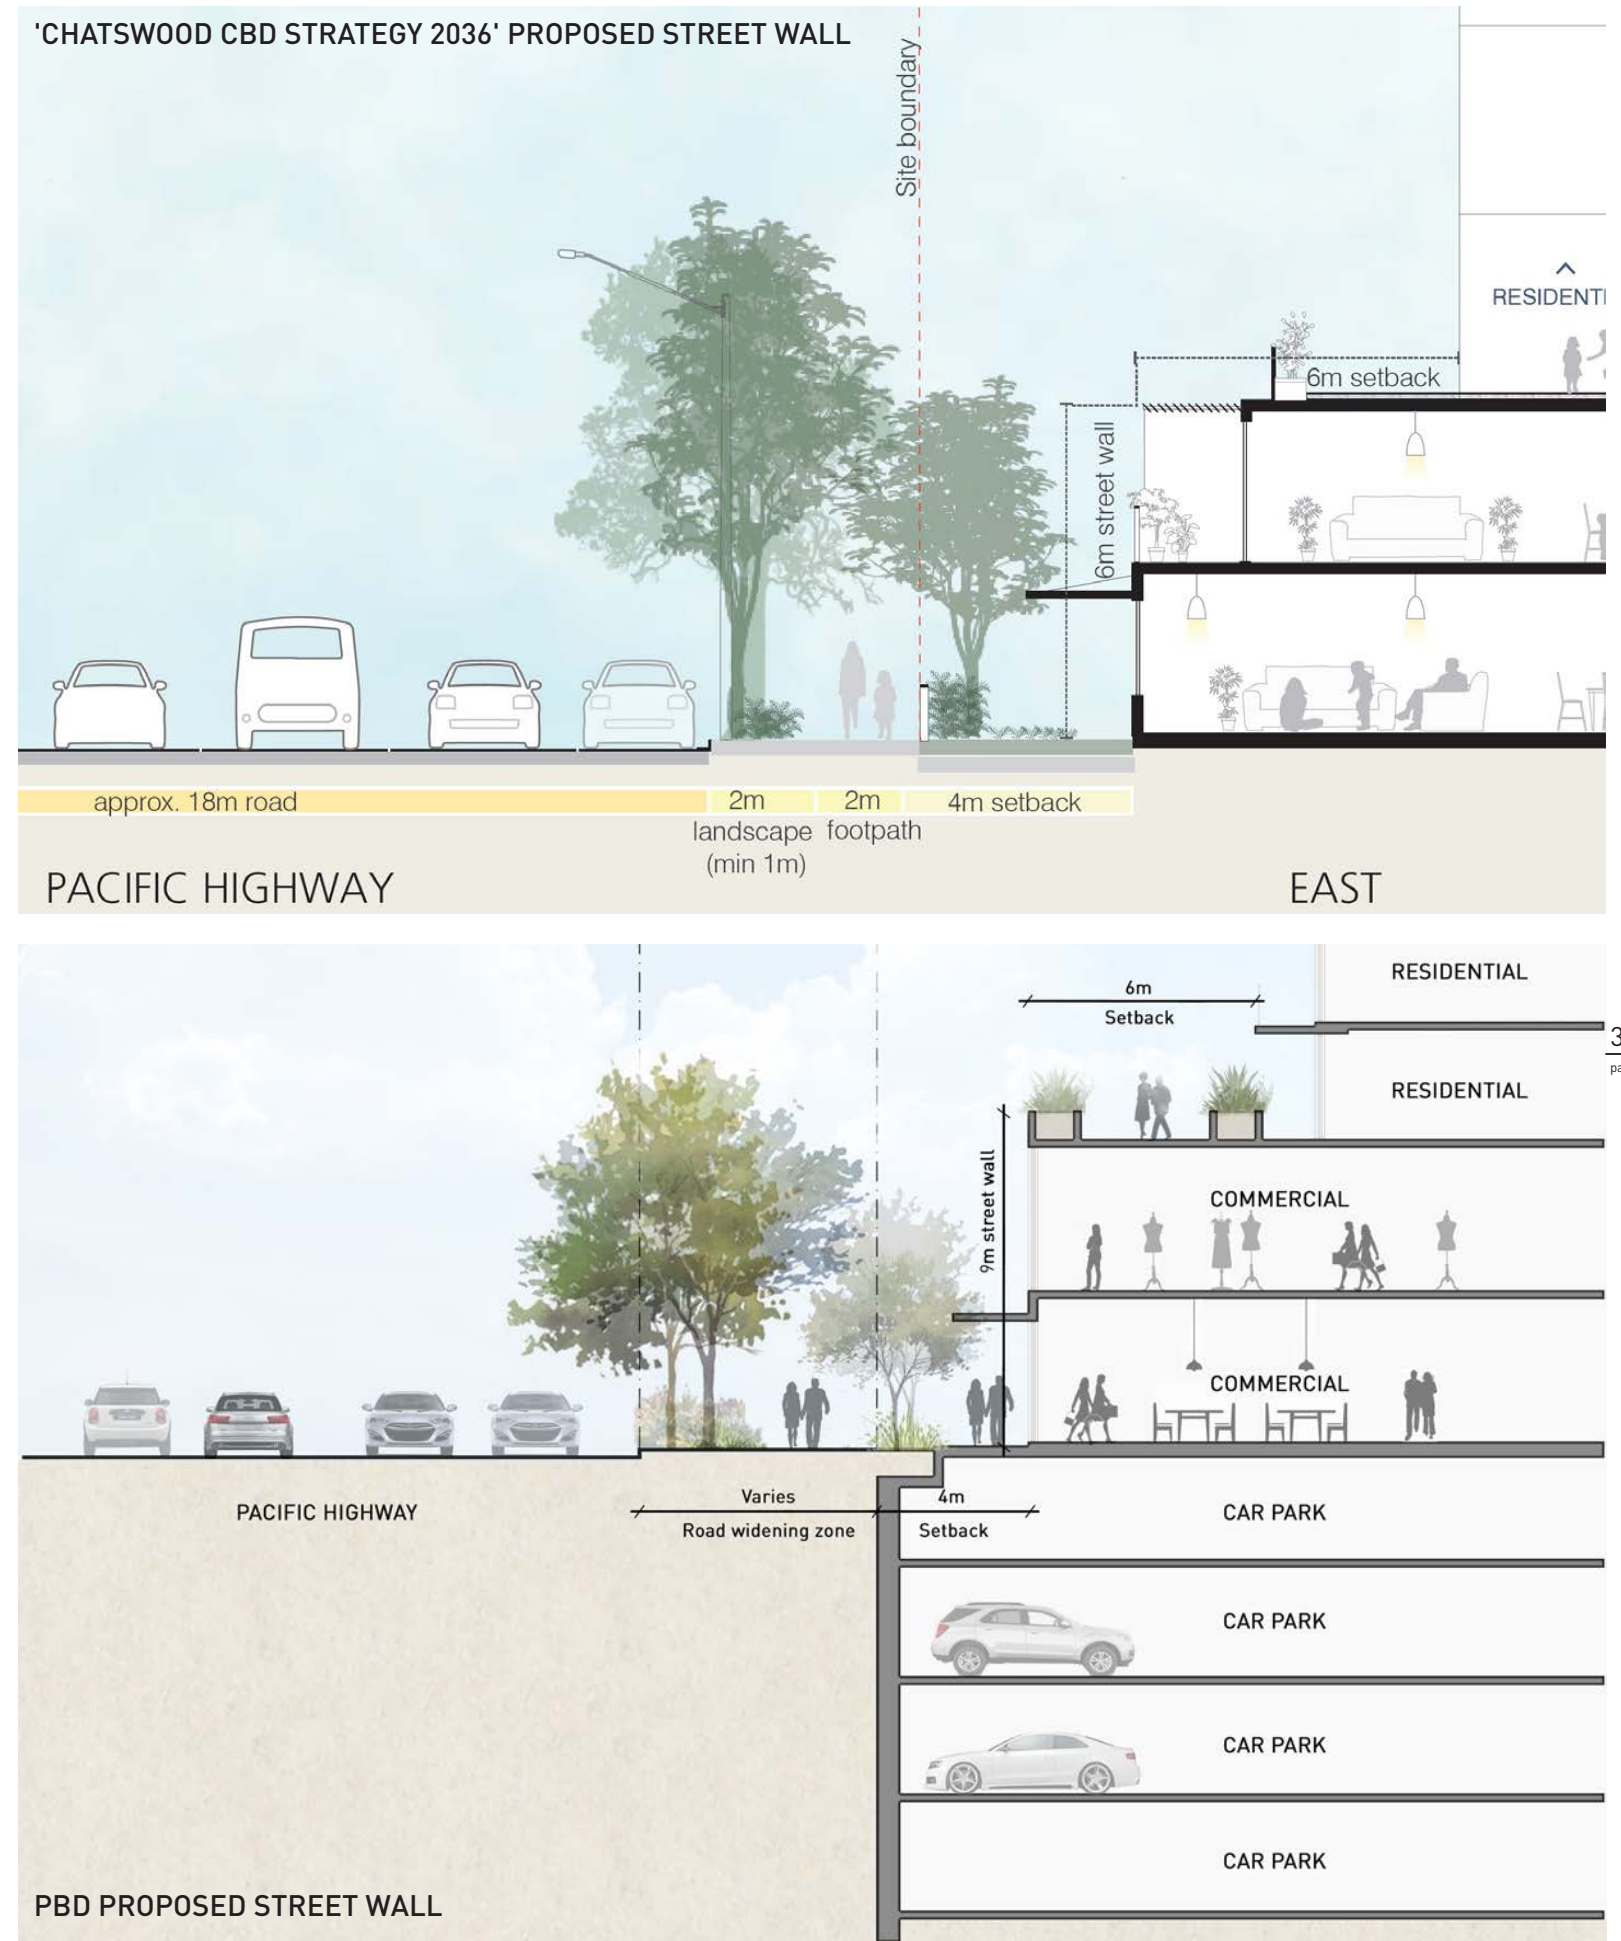 'CHATSWOOD CBD STRATEGY 2036' PROPOSED STREET WALL
Site boundary
RESIDENTI
6m setback
6m street wall
approx. 18m road
2m
landscape
(min 1m)
2m
footpath
4m setback
PACIFIC HIGHWAY
EAST
RESIDENTIAL
6m
Setback
3
pa
RESIDENTIAL
9m street wall
COMMERCIAL
COMMERCIAL
PACIFIC HIGHWAY
Varies
Road widening zone
4m
Setback
CAR PARK
CAR PARK
CAR PARK
CAR PARK
PBD PROPOSED STREET WALL